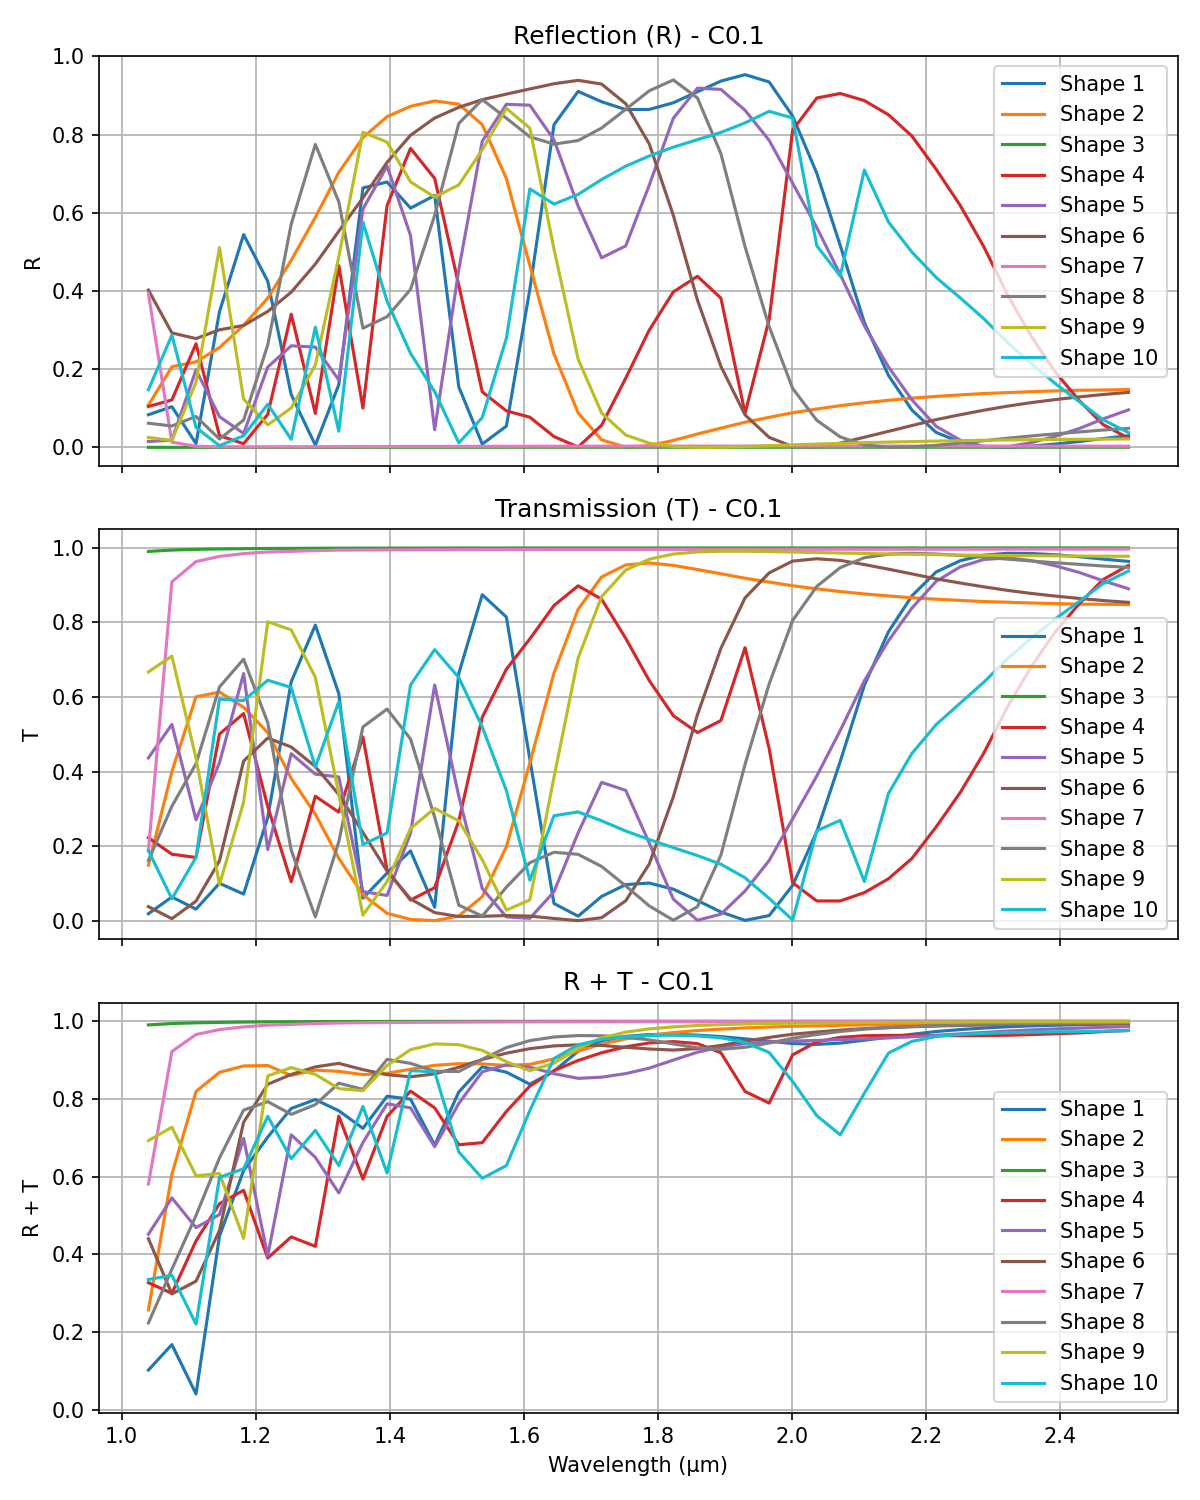 Reflection (R) - C0.1
1.0
0.8
0.6
0.4
0.2
0.0
R
Shape 1
Shape 2
Shape 3
Shape 4
Shape 5
Shape 6
Shape 7
Shape 8
Shape 9
Shape 10
Transmission (T) - C0.1
1.0
0.8
0.6
0.4
0.2
0.0
T
Shape 1
Shape 2
Shape 3
Shape 4
Shape 5
Shape 6
Shape 7
Shape 8
Shape 9
Shape 10
R + T - C0.1
1.0
0.8
0.6
0.4
0.2
0.0
R + T
Shape 1
Shape 2
Shape 3
Shape 4
Shape 5
Shape 6
Shape 7
Shape 8
Shape 9
Shape 10
1.0 1.2 1.4 1.6 1.8 2.0 2.2 2.4
Wavelength (μm)